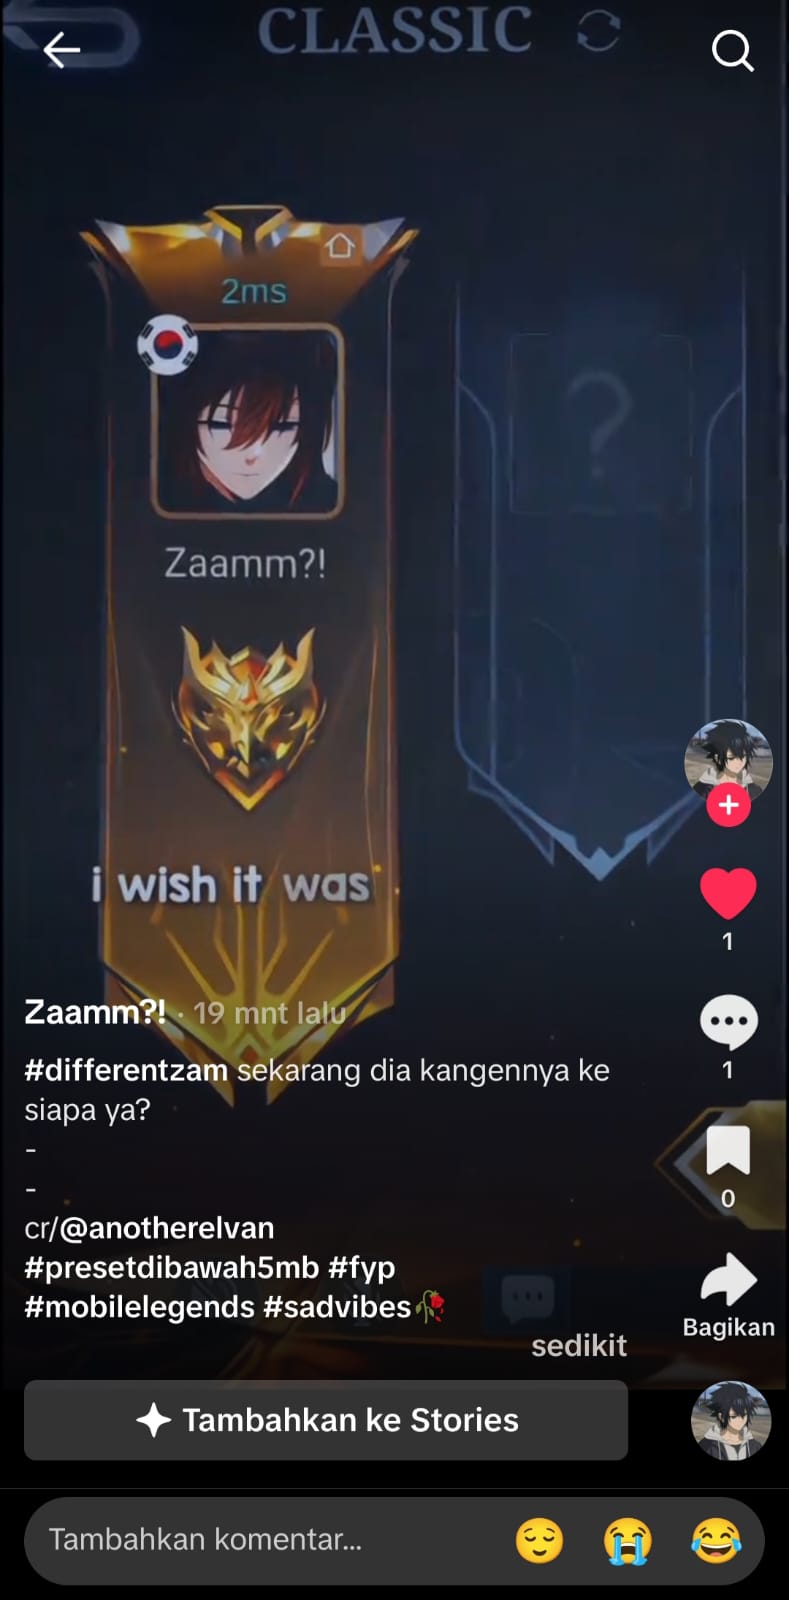 CLASSIC
2ms
Zaamm?!
?
i wish it was
1
Zaamm?! · 19 mnt lalu
#differentzam sekarang dia kangennya ke
siapa ya?
-
-
cr/@anotherelvan
#presetdibawah5mb #fyp
#mobilelegends #sadvibes🥀
sedikit
1
0
Bagikan
Tambahkan ke Stories
Tambahkan komentar...